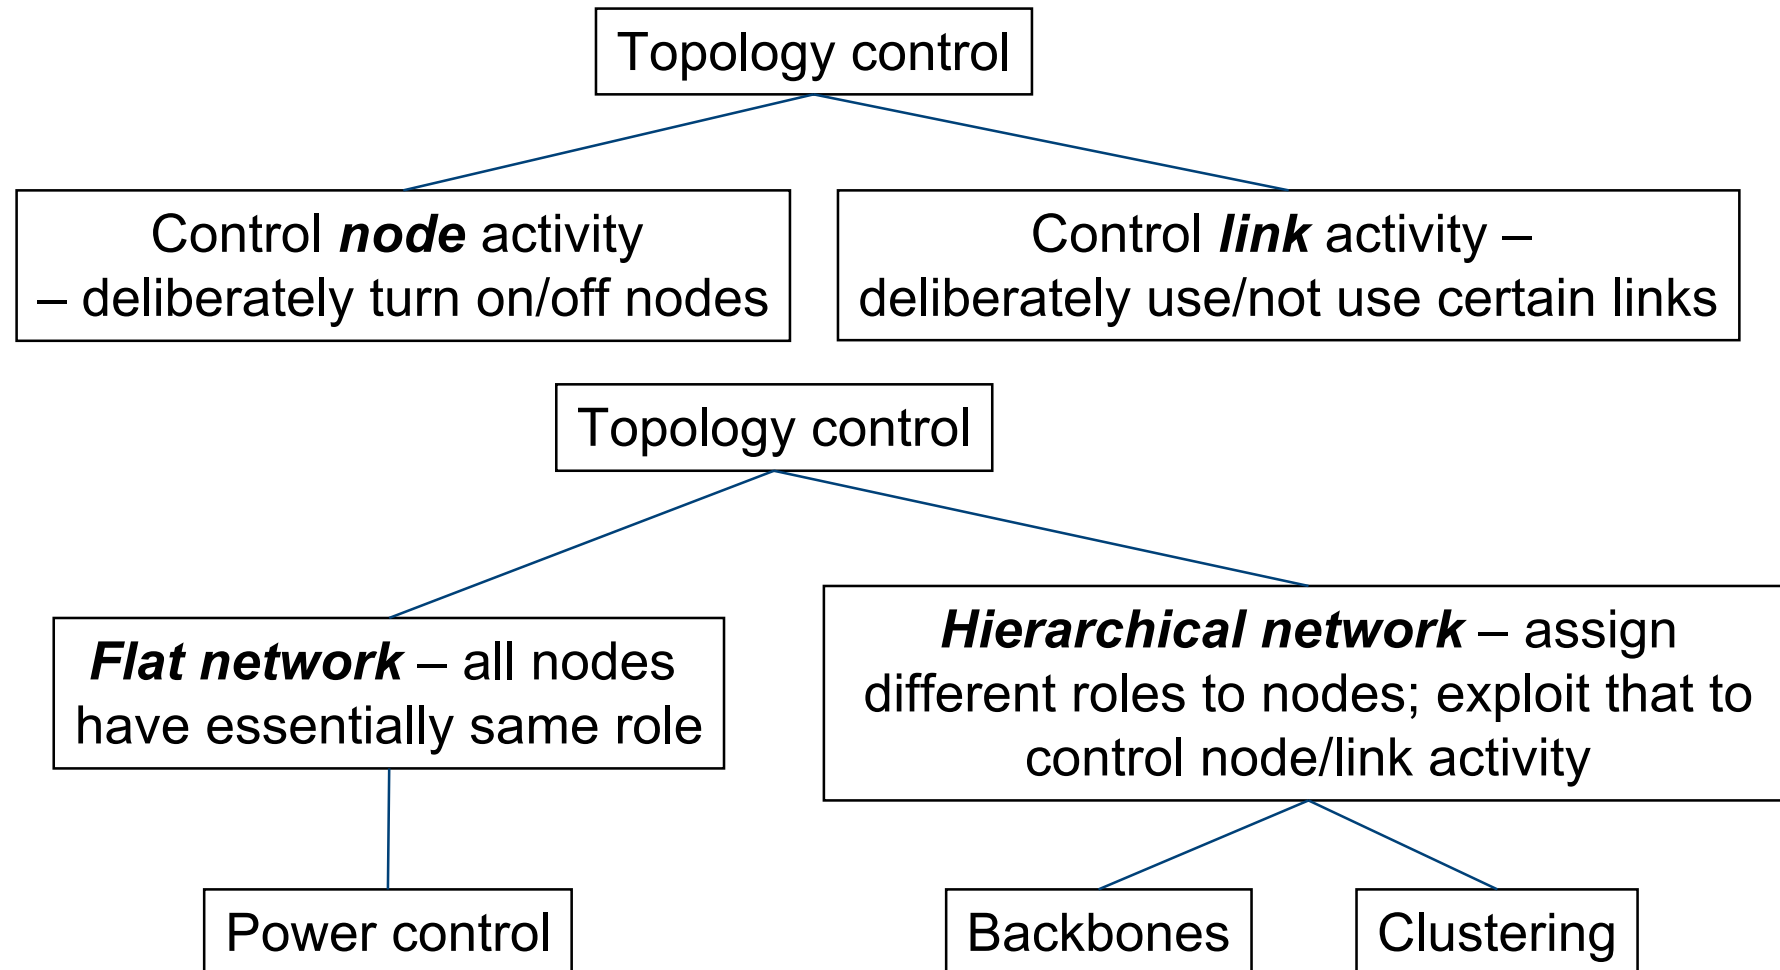 Topology control
Control node activity
– deliberately turn on/off nodes
Control link activity –
deliberately use/not use certain links
Topology control
Flat network – all nodes
have essentially same role
Hierarchical network – assign
different roles to nodes; exploit that to
control node/link activity
Power control
Backbones
Clustering